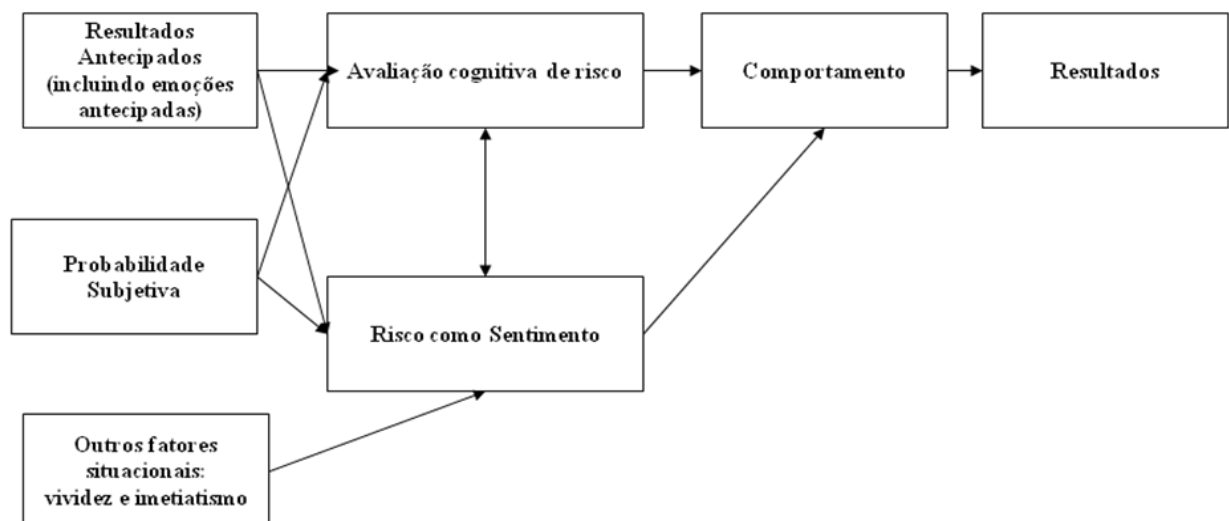 Resultados
Antecipados
(incluindo emoções
antecipadas)
Avaliação cognitiva de risco
Comportamento
Resultados
Probabilidade
Subjetiva
Risco como Sentimento
Outros fatores
situacionais:
vividez e imetiatismo